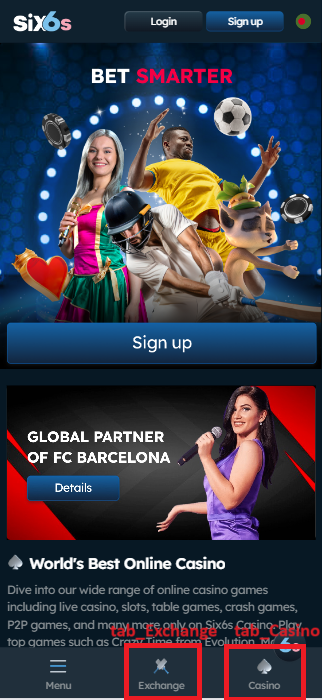 Six6s
Login
Sign up
BET SMARTER
Sign up
GLOBAL PARTNER
OF FC BARCELONA
Details
World's Best Online Casino
Dive into our wide range of online casino games
including live casino, slots, table games, crash games,
P2P games, and many more only on Six6s Casino. Play
top games such as Crazy Time from Evolution,
tab_Exchange
tab_Casino
6s
Menu
Exchange
Casino